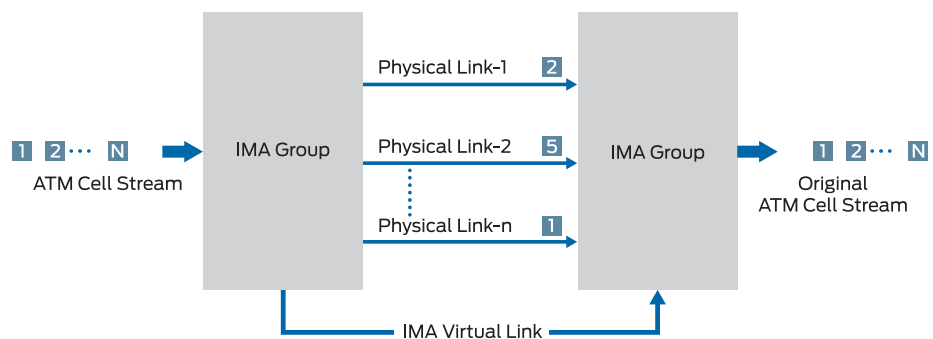 Physical Link-1 2
1 2 ... N
IMA Group
Physical Link-2 5
IMA Group
1 2 ... N
ATM Cell Stream
Original
ATM Cell Stream
Physical Link-n 1
IMA Virtual Link